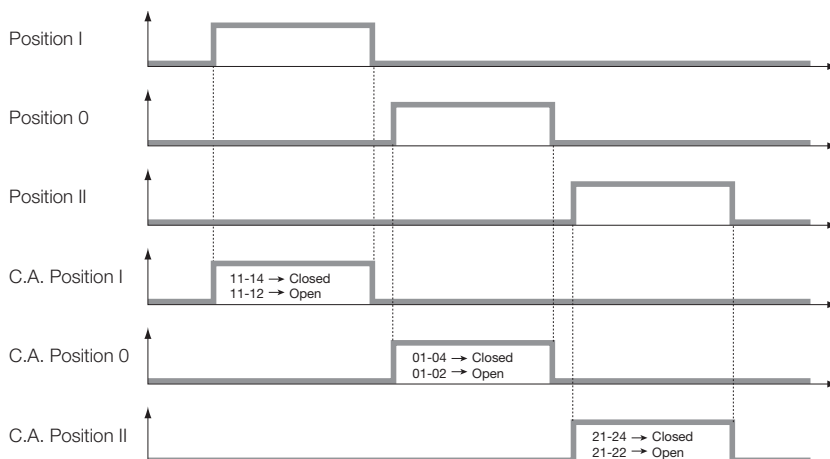 Position I
Position 0
Position II
C.A. Position I
11-14 → Closed
11-12 → Open
C.A. Position 0
01-04 → Closed
01-02 → Open
C.A. Position II
21-24 → Closed
21-22 → Open